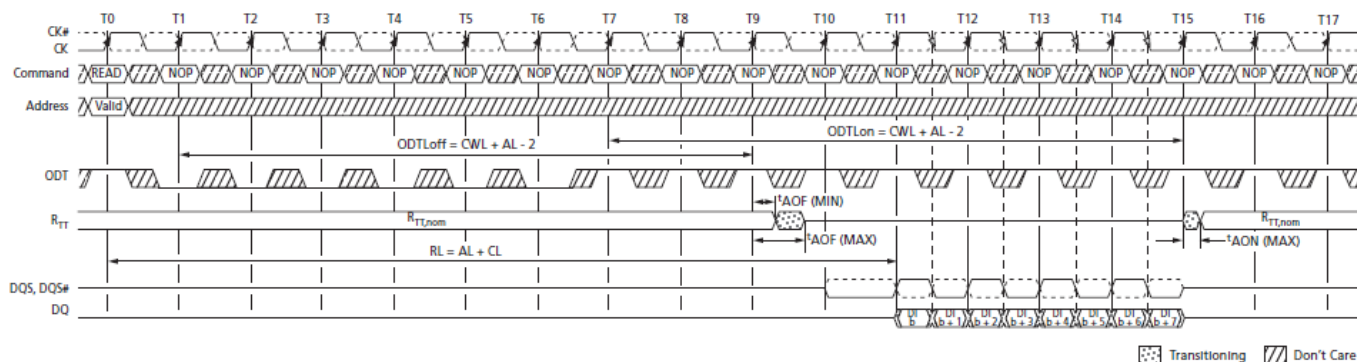 T0 T1 T2 T3 T4 T5 T6 T7 T8 T9 T10 T11 T12 T13 T14 T15 T16 T17
CK#
CK
Command READ NOP NOP NOP NOP NOP NOP NOP NOP NOP NOP NOP NOP NOP NOP NOP NOP NOP
Address Valid
ODTLon = CWL + AL - 2
ODTLoff = CWL + AL - 2
ODT
tAOF (MIN)
RTT RTT,nom RTT,nom
tAOF (MAX) tAON (MAX)
RL = AL + CL
DQS, DQS#
DQ
DI DI DI DI DI DI DI DI
b b + 1 b + 2 b + 3 b + 4 b + 5 b + 6 b + 7
Transitioning Don't Care